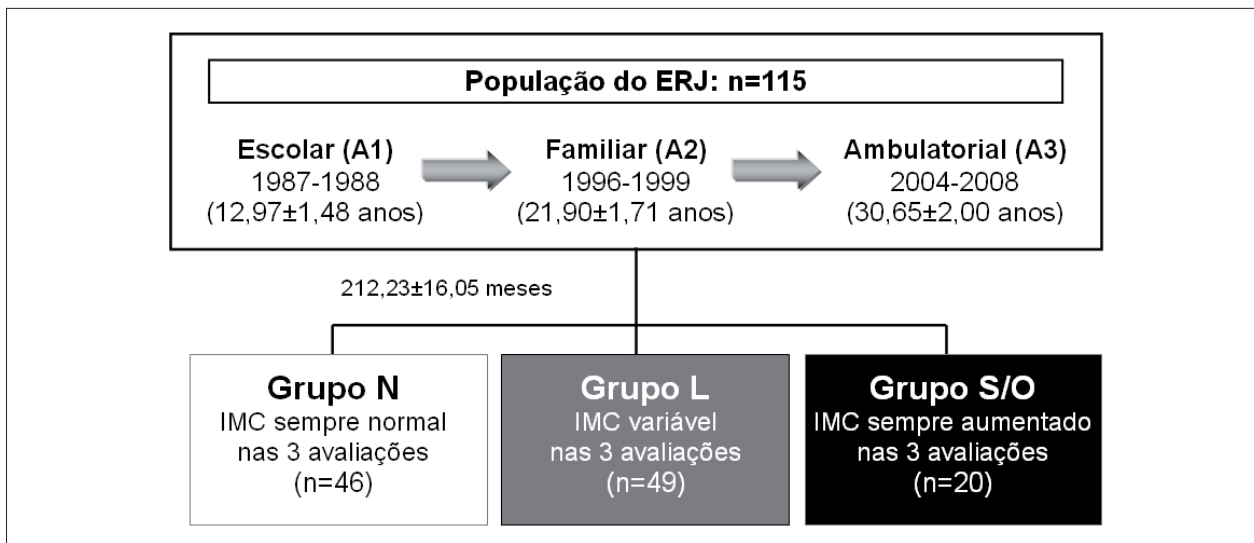 População do ERJ: n=115
Escolar (A1)
1987-1988
(12,97±1,48 anos)
Familiar (A2)
1996-1999
(21,90±1,71 anos)
Ambulatorial (A3)
2004-2008
(30,65±2,00 anos)
212,23±16,05 meses
Grupo N
IMC sempre normal
nas 3 avaliações
(n=46)
Grupo L
IMC variável
nas 3 avaliações
(n=49)
Grupo S/O
IMC sempre aumentado
nas 3 avaliações
(n=20)